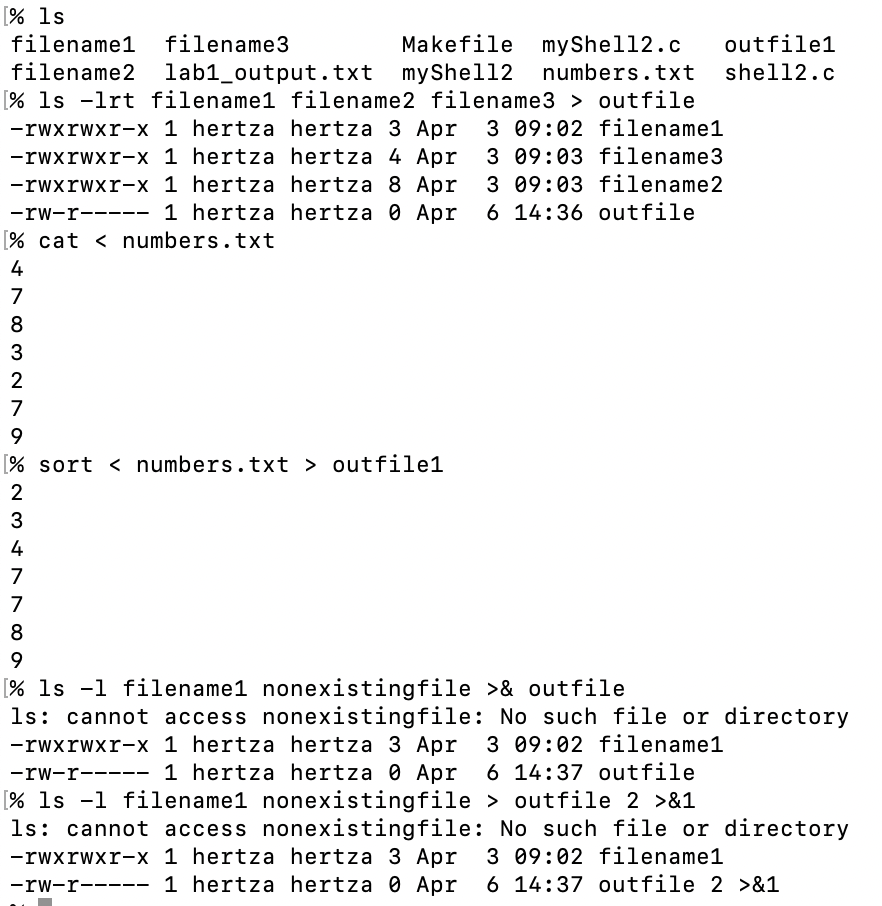 % ls
filename1  filename3        Makefile  myShell2.c   outfile1
filename2  lab1_output.txt  myShell2  numbers.txt  shell2.c
% ls -lrt filename1 filename2 filename3 > outfile
-rwxrwxr-x 1 hertza hertza 3 Apr  3 09:02 filename1
-rwxrwxr-x 1 hertza hertza 4 Apr  3 09:03 filename3
-rwxrwxr-x 1 hertza hertza 8 Apr  3 09:03 filename2
-rw-r----- 1 hertza hertza 0 Apr  6 14:36 outfile
% cat < numbers.txt
4
7
8
3
2
7
9
% sort < numbers.txt > outfile1
2
3
4
7
7
8
9
% ls -l filename1 nonexistingfile >& outfile
ls: cannot access nonexistingfile: No such file or directory
-rwxrwxr-x 1 hertza hertza 3 Apr  3 09:02 filename1
-rw-r----- 1 hertza hertza 0 Apr  6 14:37 outfile
% ls -l filename1 nonexistingfile > outfile 2 >&1
ls: cannot access nonexistingfile: No such file or directory
-rwxrwxr-x 1 hertza hertza 3 Apr  3 09:02 filename1
-rw-r----- 1 hertza hertza 0 Apr  6 14:37 outfile 2 >&1
%